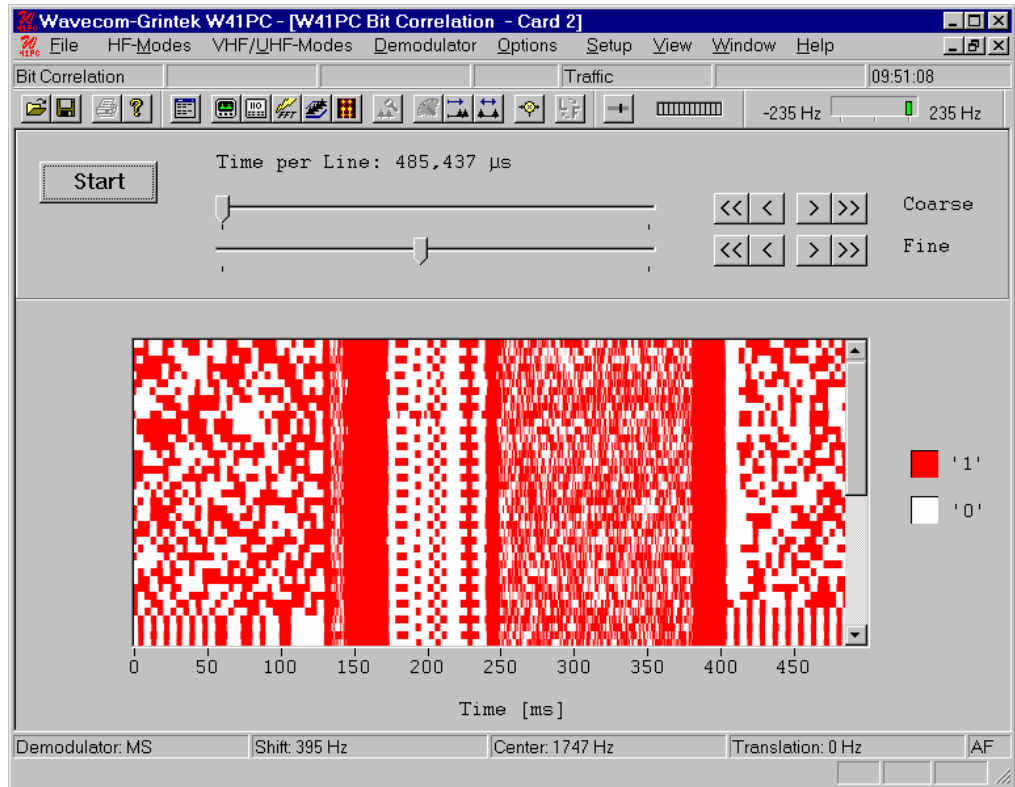 Wavecom-Grintek W41PC - [W41PC Bit Correlation - Card 2]
File HF-Modes VHF/UHF-Modes Demodulator Options Setup View Window Help
Bit Correlation Traffic 09:51:08
-235 Hz 235 Hz
Time per Line: 485,437 µs
Start
<< < > >> Coarse
<< < > >> Fine
'1'
'0'
0 50 100 150 200 250 300 350 400 450
Time [ms]
Demodulator: MS Shift: 395 Hz Center: 1747 Hz Translation: 0 Hz AF